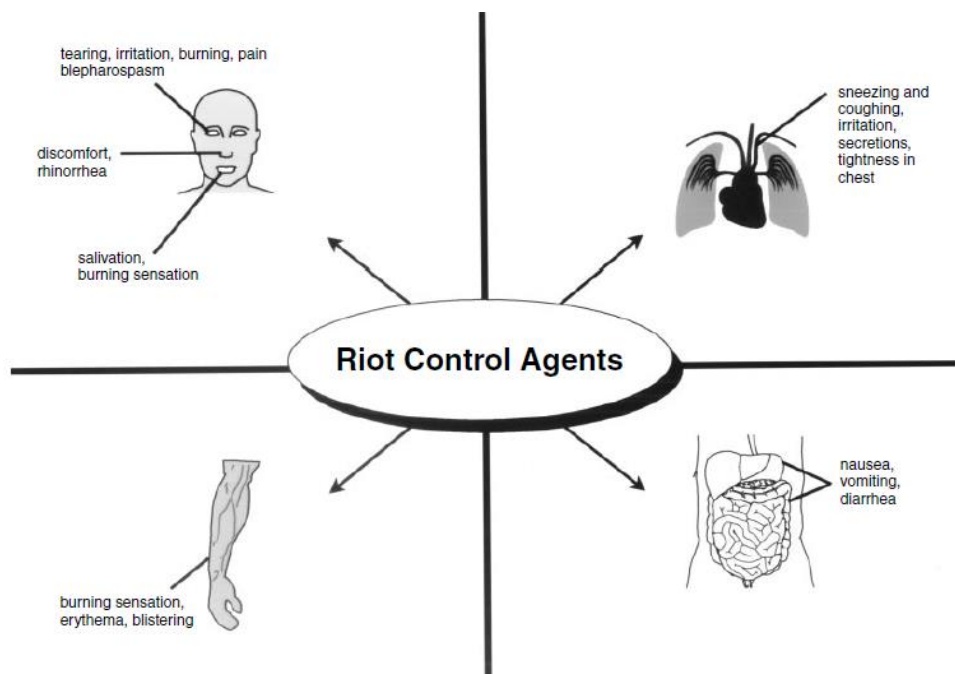 tearing, irritation, burning, pain
blepharospasm
discomfort,
rhinorrhea
salivation,
burning sensation
sneezing and
coughing,
irritation,
secretions,
tightness in
chest
Riot Control Agents
burning sensation,
erythema, blistering
nausea,
vomiting,
diarrhea